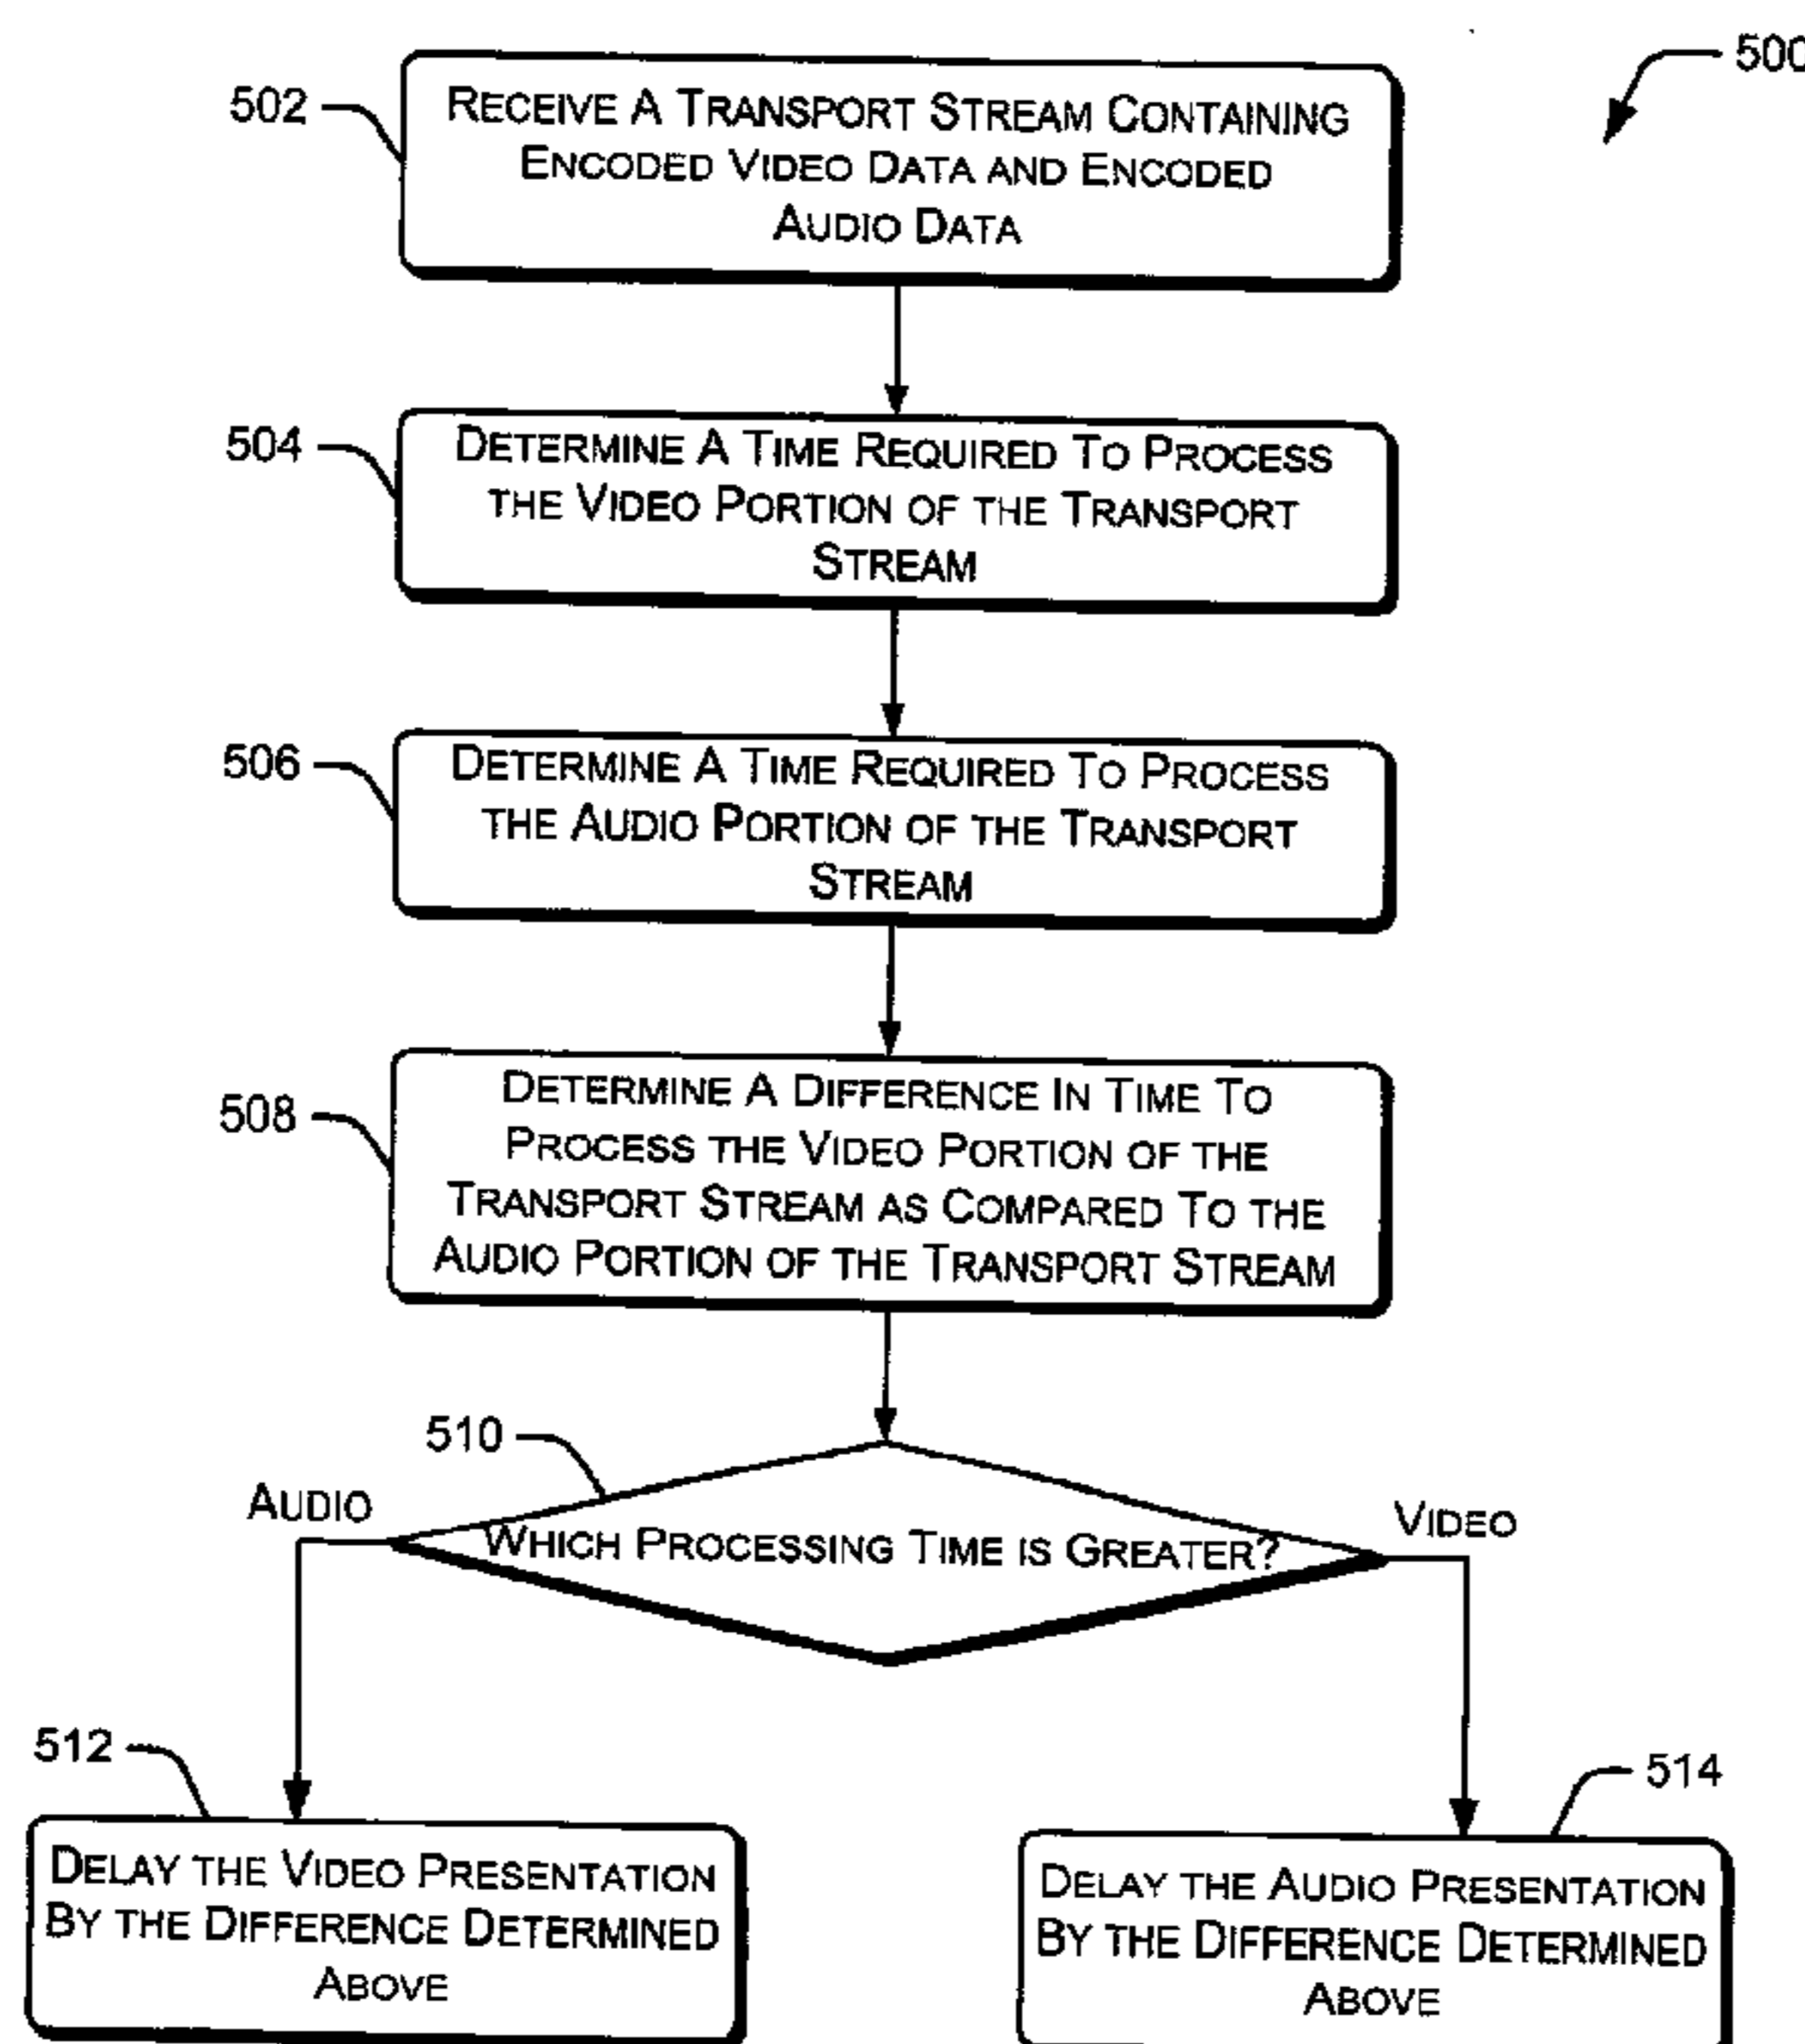 500
502
RECEIVE A TRANSPORT STREAM CONTAINING
ENCODED VIDEO DATA AND ENCODED
AUDIO DATA
504
DETERMINE A TIME REQUIRED TO PROCESS
THE VIDEO PORTION OF THE TRANSPORT
STREAM
506
DETERMINE A TIME REQUIRED TO PROCESS
THE AUDIO PORTION OF THE TRANSPORT
STREAM
508
DETERMINE A DIFFERENCE IN TIME TO
PROCESS THE VIDEO PORTION OF THE
TRANSPORT STREAM AS COMPARED TO THE
AUDIO PORTION OF THE TRANSPORT STREAM
510
AUDIO
WHICH PROCESSING TIME IS GREATER?
VIDEO
512
DELAY THE VIDEO PRESENTATION
BY THE DIFFERENCE DETERMINED
ABOVE
514
DELAY THE AUDIO PRESENTATION
BY THE DIFFERENCE DETERMINED
ABOVE